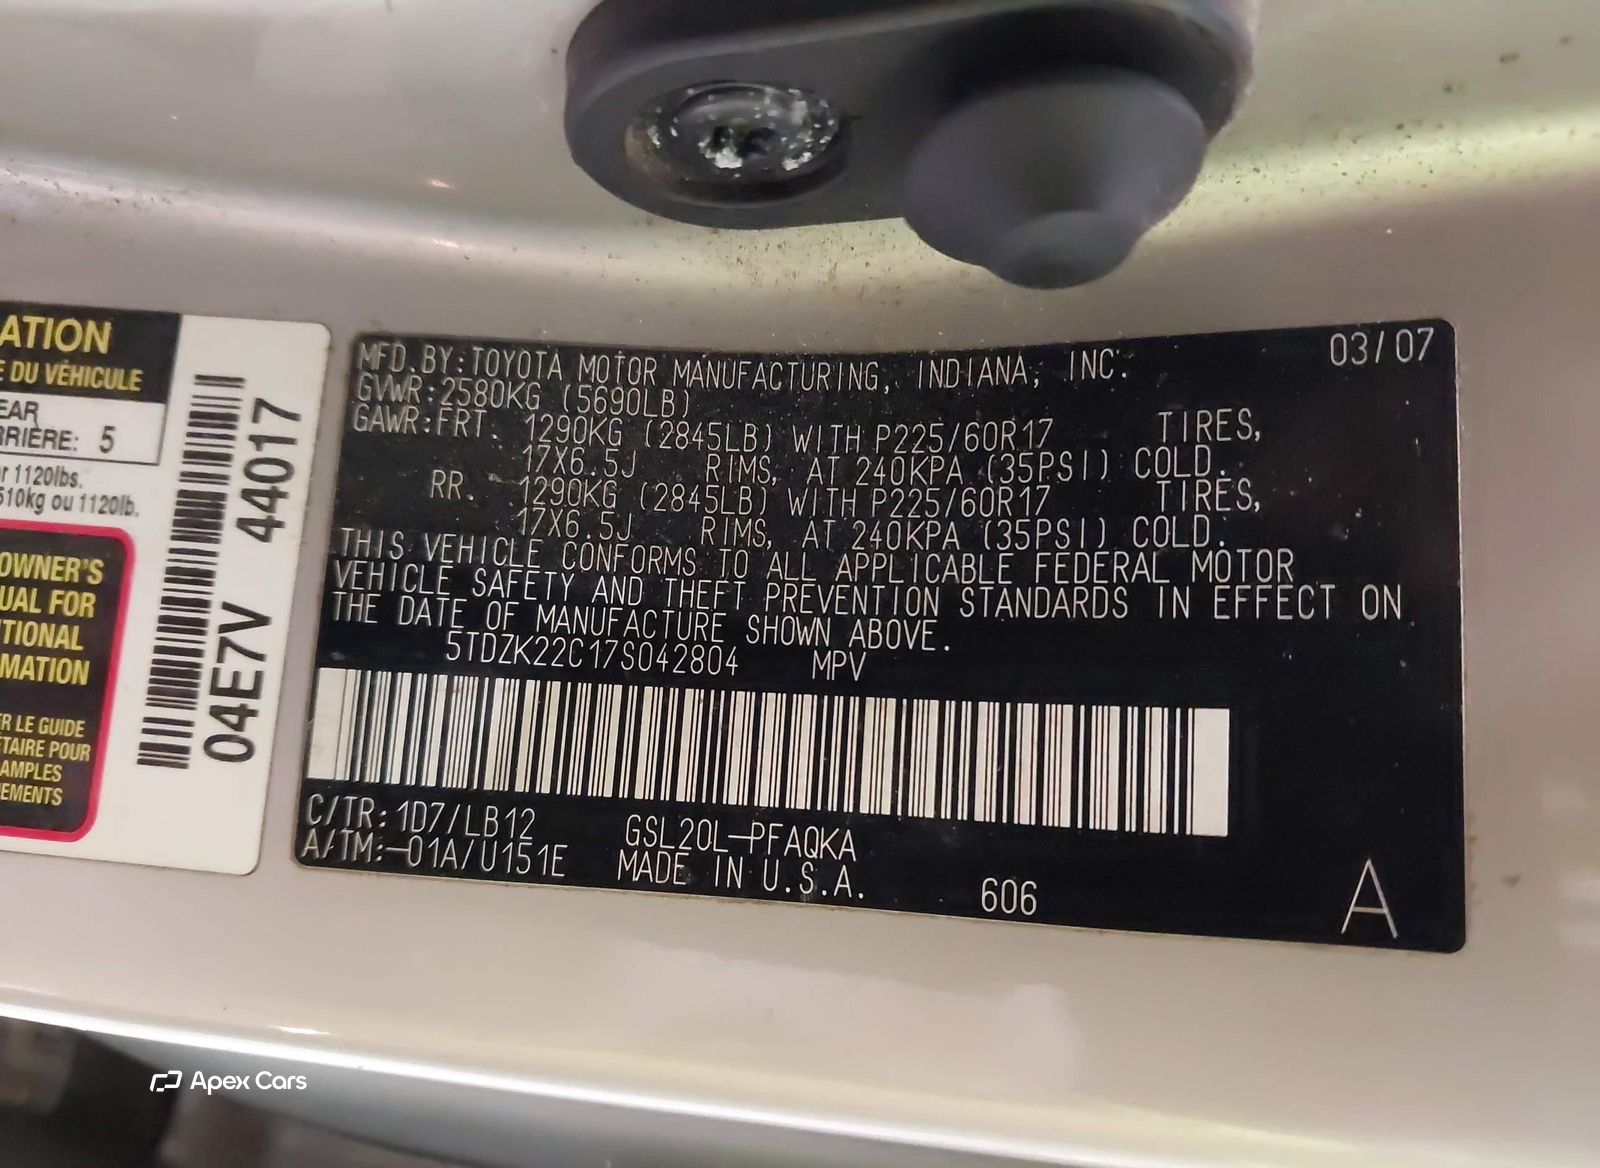 ATION
E DU VÉHICULE
EAR
RRIÈRE: 5
r 1120lbs.
510kg ou 1120lb.
OWNER'S
UAL FOR
TIONAL
MATION
ER LE GUIDE
TAIRE POUR
AMPLES
EMENTS
04E7V 44017
MFD.BY:TOYOTA MOTOR MANUFACTURING, INDIANA, INC. 03/07
GVWR:2580KG (5690LB)
GAWR:FRT. 1290KG (2845LB) WITH P225/60R17 TIRES,
17X6.5J RIMS, AT 240KPA (35PSI) COLD.
RR. 1290KG (2845LB) WITH P225/60R17 TIRES,
17X6.5J RIMS, AT 240KPA (35PSI) COLD.
THIS VEHICLE CONFORMS TO ALL APPLICABLE FEDERAL MOTOR
VEHICLE SAFETY AND THEFT PREVENTION STANDARDS IN EFFECT ON
THE DATE OF MANUFACTURE SHOWN ABOVE.
5TDZK22C17S042804 MPV
C/TR:1D7/LB12 GSL20L-PFAQKA
A/TM:-01A/U151E MADE IN U.S.A. 606 A
Apex Cars